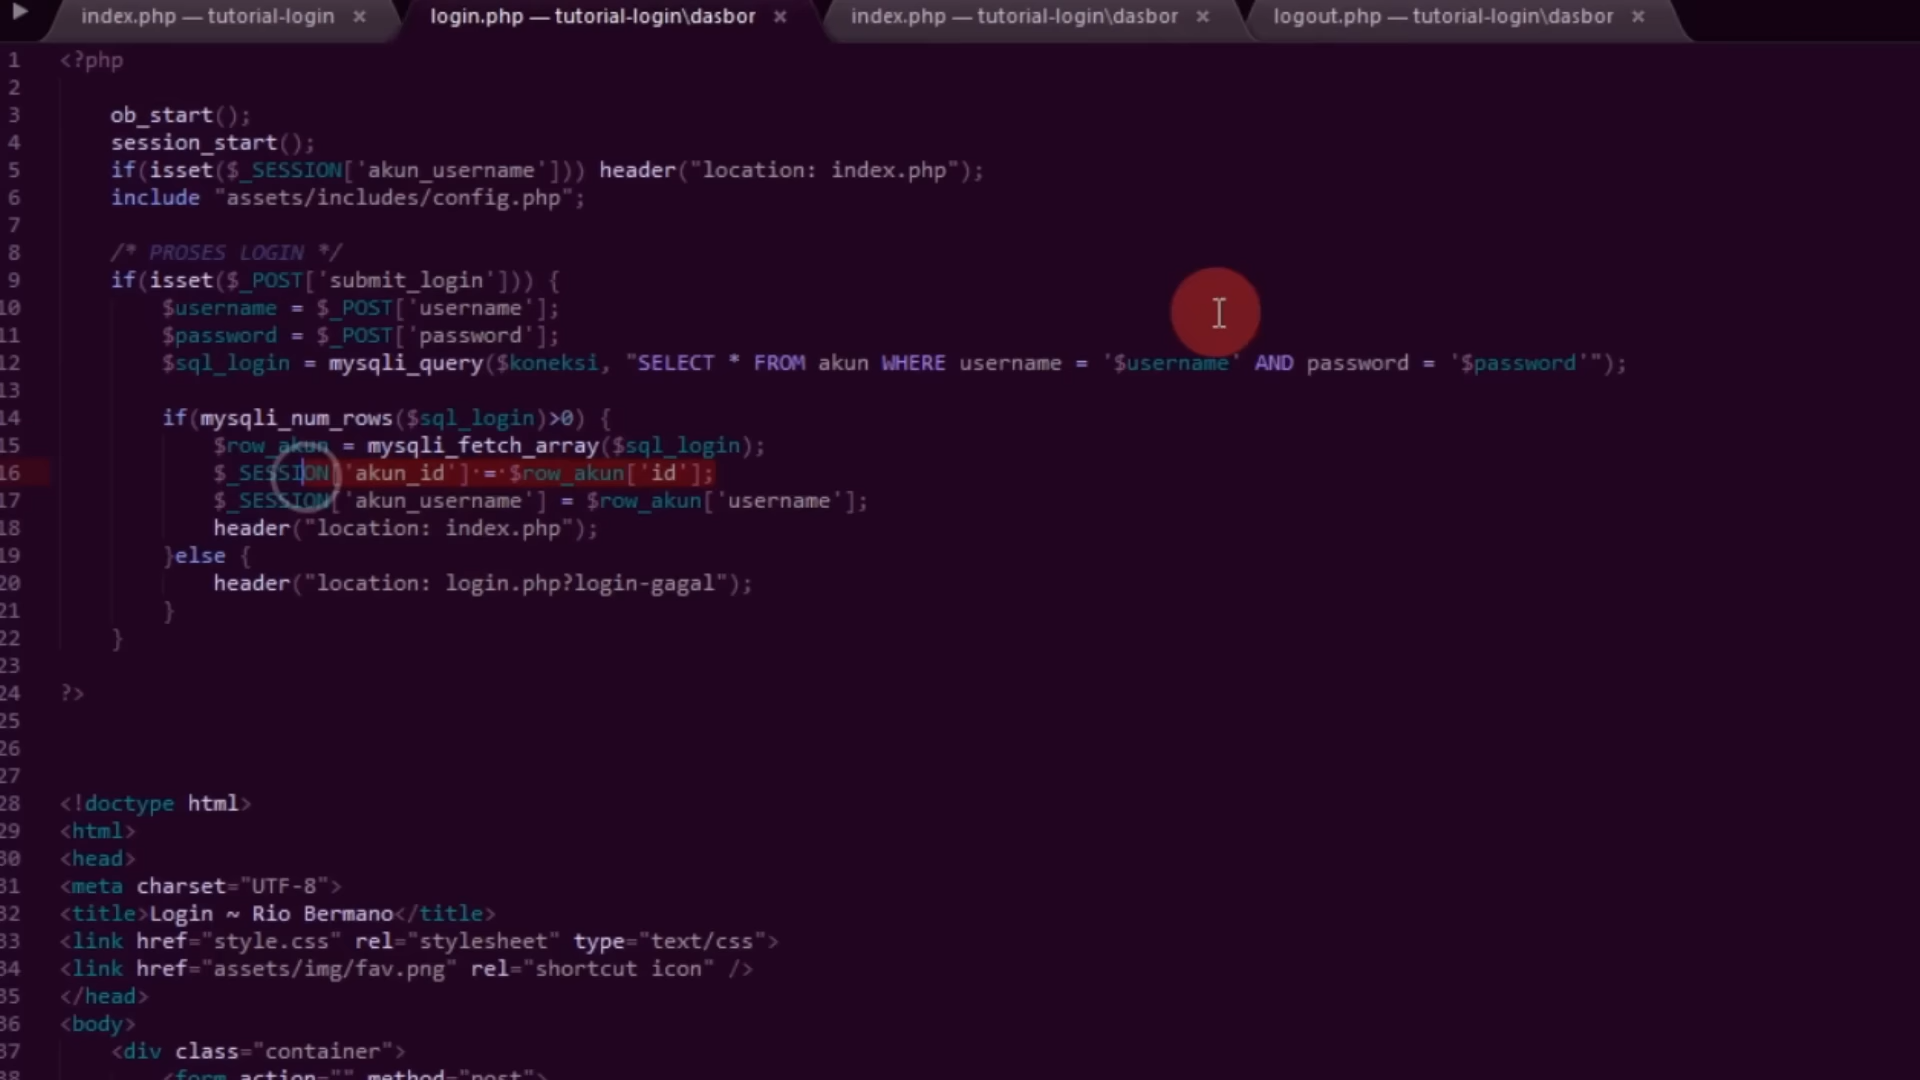 index.php — tutorial-login × login.php — tutorial-login\dasbor × index.php — tutorial-login\dasbor × logout.php — tutorial-login\dasbor ×
1 <?php
2
3 ob_start();
4 session_start();
5 if(isset($_SESSION['akun_username'])) header("location: index.php");
6 include "assets/includes/config.php";
7
8 /* PROSES LOGIN */
9 if(isset($_POST['submit_login'])) {
10 $username = $_POST['username'];
11 $password = $_POST['password'];
12 $sql_login = mysqli_query($koneksi, "SELECT * FROM akun WHERE username = '$username' AND password = '$password'");
13
14 if(mysqli_num_rows($sql_login)>0) {
15 $row_akun = mysqli_fetch_array($sql_login);
16 $_SESSION['akun_id'] = $row_akun['id'];
17 $_SESSION['akun_username'] = $row_akun['username'];
18 header("location: index.php");
19 }else {
20 header("location: login.php?login-gagal");
21 }
22 }
23
24 ?>
25
26
27
28 <!doctype html>
29 <html>
30 <head>
31 <meta charset="UTF-8">
32 <title>Login ~ Rio Bermano</title>
33 <link href="style.css" rel="stylesheet" type="text/css">
34 <link href="assets/img/fav.png" rel="shortcut icon" />
35 </head>
36 <body>
37 <div class="container">
38 <form action="" method="post">